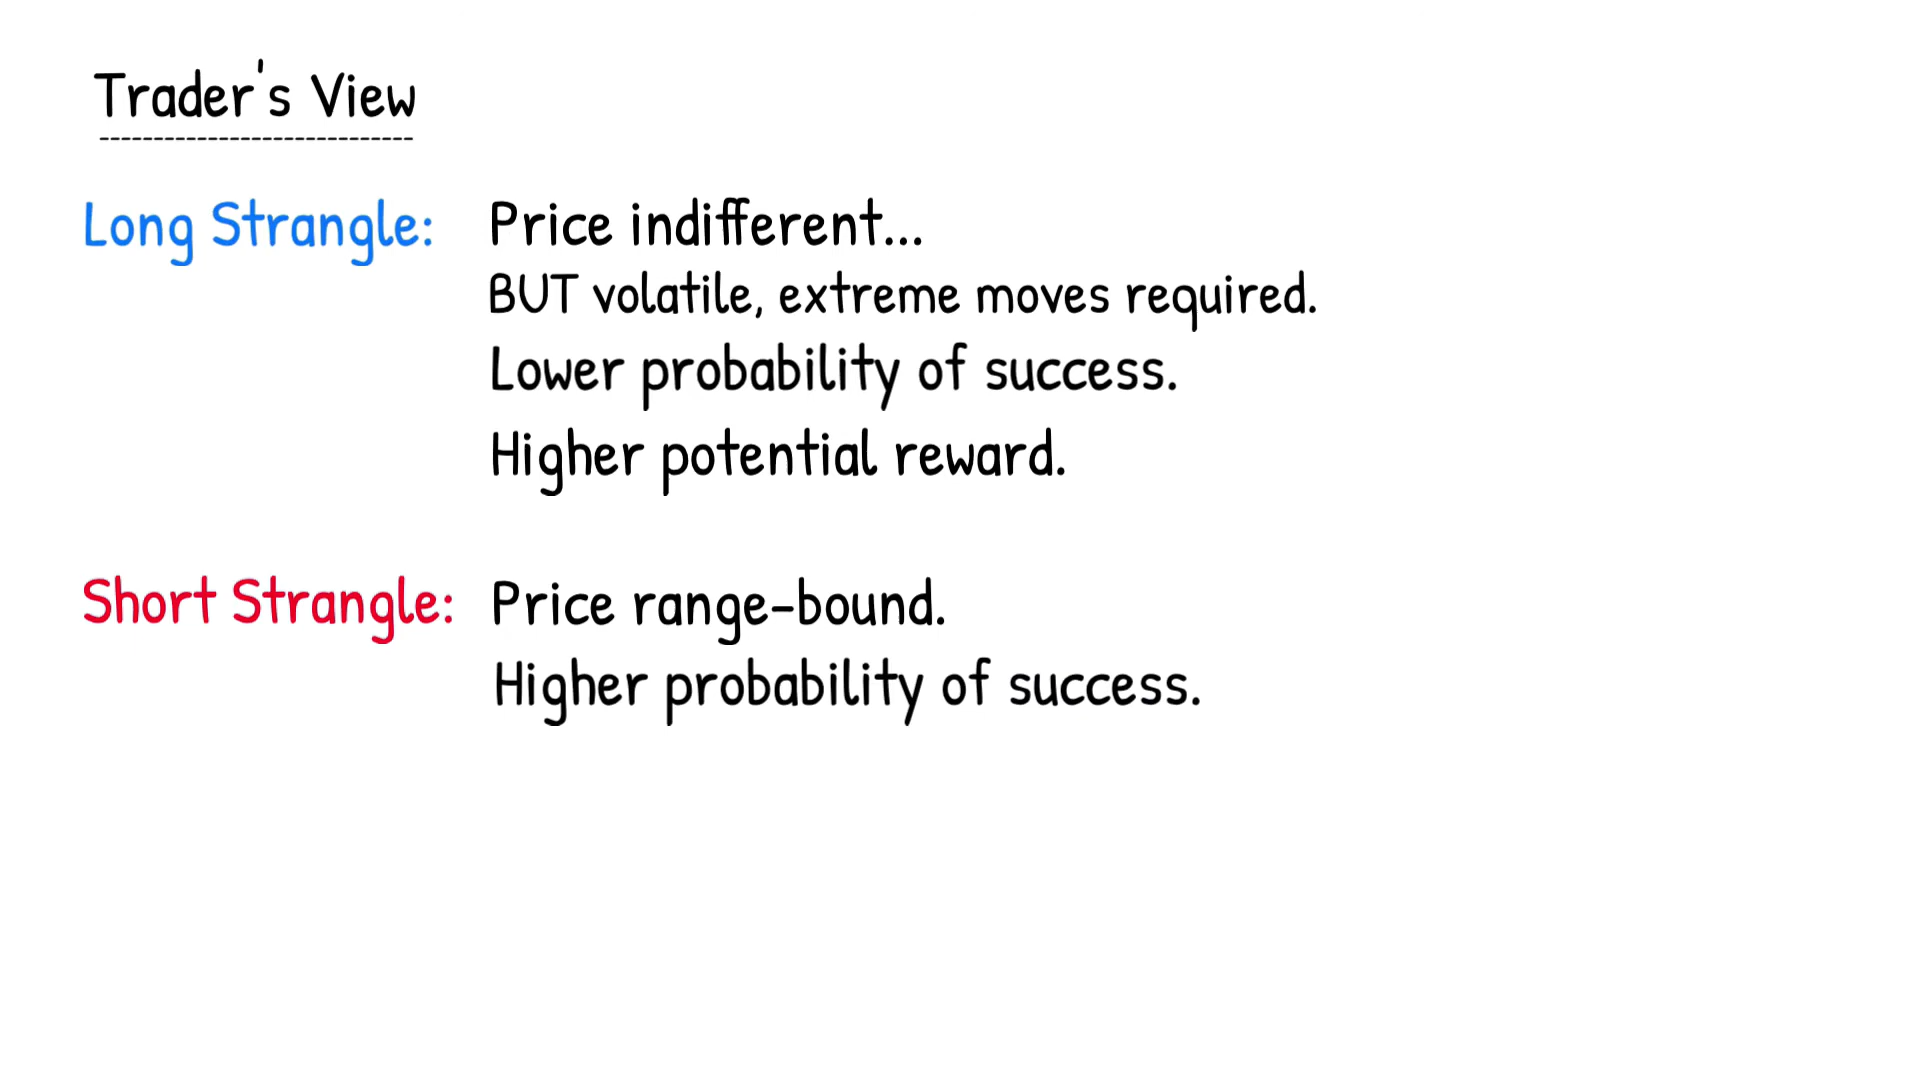 Trader's View
Long Strangle: Price indifferent...
BUT volatile, extreme moves required.
Lower probability of success.
Higher potential reward.
Short Strangle: Price range-bound.
Higher probability of success.